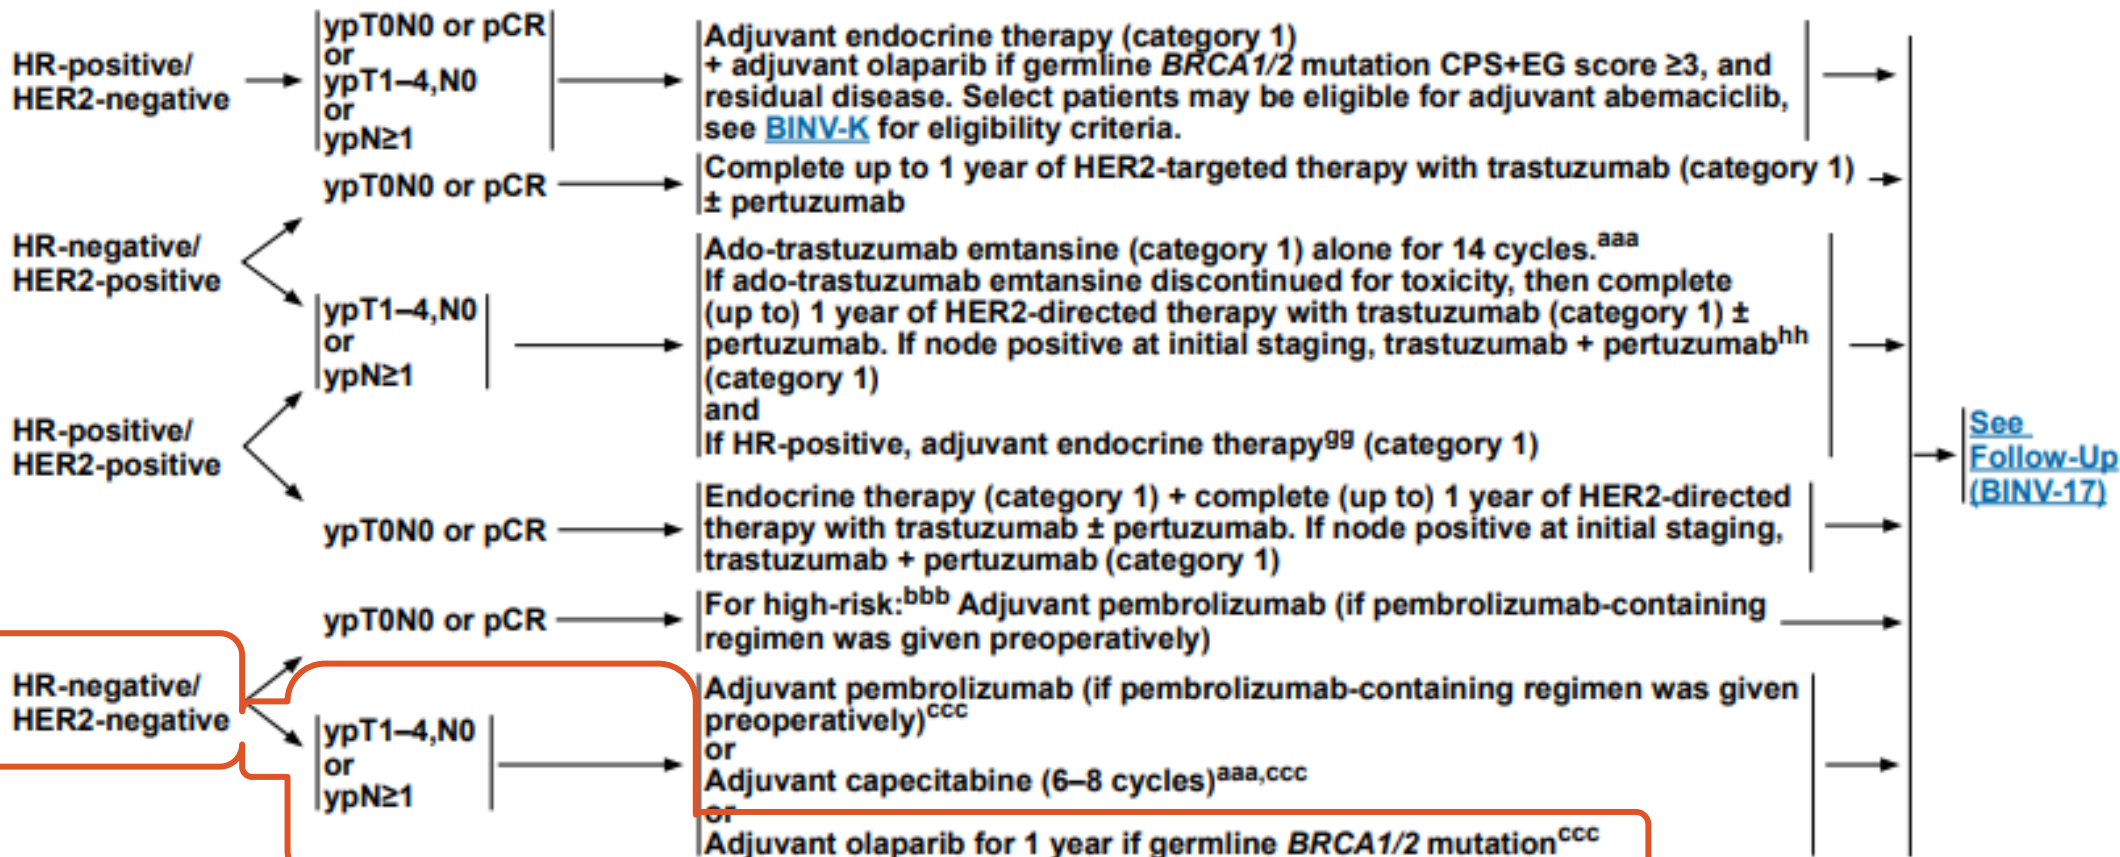 HR-positive/
HER2-negative
ypT0N0 or pCR
or
ypT1–4,N0
or
ypN≥1
Adjuvant endocrine therapy (category 1)
+ adjuvant olaparib if germline BRCA1/2 mutation CPS+EG score ≥3, and
residual disease. Select patients may be eligible for adjuvant abemaciclib,
see BINV-K for eligibility criteria.
ypT0N0 or pCR
Complete up to 1 year of HER2-targeted therapy with trastuzumab (category 1)
± pertuzumab
HR-negative/
HER2-positive
ypT1–4,N0
or
ypN≥1
Ado-trastuzumab emtansine (category 1) alone for 14 cycles.aaa
If ado-trastuzumab emtansine discontinued for toxicity, then complete
(up to) 1 year of HER2-directed therapy with trastuzumab (category 1) ±
pertuzumab. If node positive at initial staging, trastuzumab + pertuzumabhh
(category 1)
and
If HR-positive, adjuvant endocrine therapygg (category 1)
HR-positive/
HER2-positive
ypT0N0 or pCR
Endocrine therapy (category 1) + complete (up to) 1 year of HER2-directed
therapy with trastuzumab ± pertuzumab. If node positive at initial staging,
trastuzumab + pertuzumab (category 1)
ypT0N0 or pCR
For high-risk:bbb Adjuvant pembrolizumab (if pembrolizumab-containing
regimen was given preoperatively)
HR-negative/
HER2-negative
ypT1–4,N0
or
ypN≥1
Adjuvant pembrolizumab (if pembrolizumab-containing regimen was given
preoperatively)ccc
or
Adjuvant capecitabine (6–8 cycles)aaa,ccc
or
Adjuvant olaparib for 1 year if germline BRCA1/2 mutationccc
See
Follow-Up
(BINV-17)